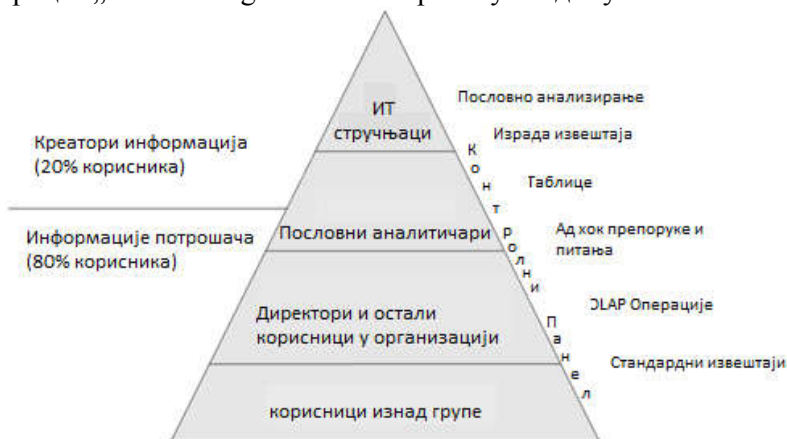 ИТ
стручњаци
Пословно анализирање
Израда извештаја
Креатори информација
(20% корисника)
Таблице
Информације потрошача
(80% корисника)
Пословни аналитичари
Ад хок препоруке и
питања
Директори и остали
корисници у организацији
OLAP Операције
Стандардни извештаји
корисници изнад групе
Контролни Панел